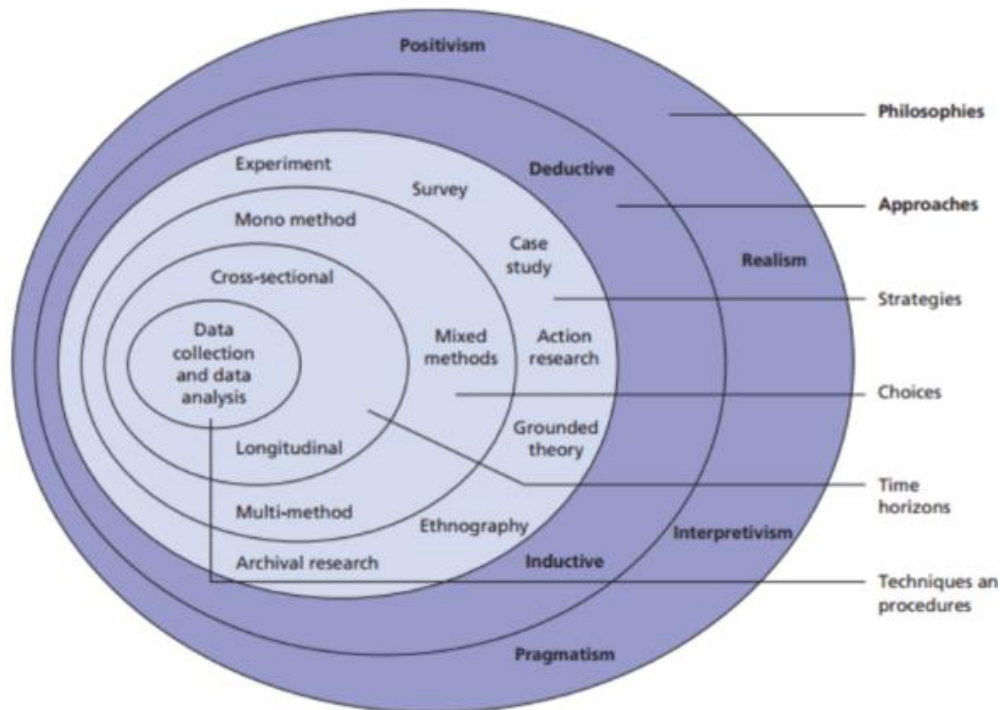 Positivism
Philosophies
Experiment
Deductive
Survey
Approaches
Mono method
Case
study
Realism
Cross-sectional
Strategies
Data
collection
and data
analysis
Mixed
methods
Action
research
Choices
Longitudinal
Grounded
theory
Time
horizons
Multi-method
Ethnography
Interpretivism
Archival research
Inductive
Techniques an
procedures
Pragmatism